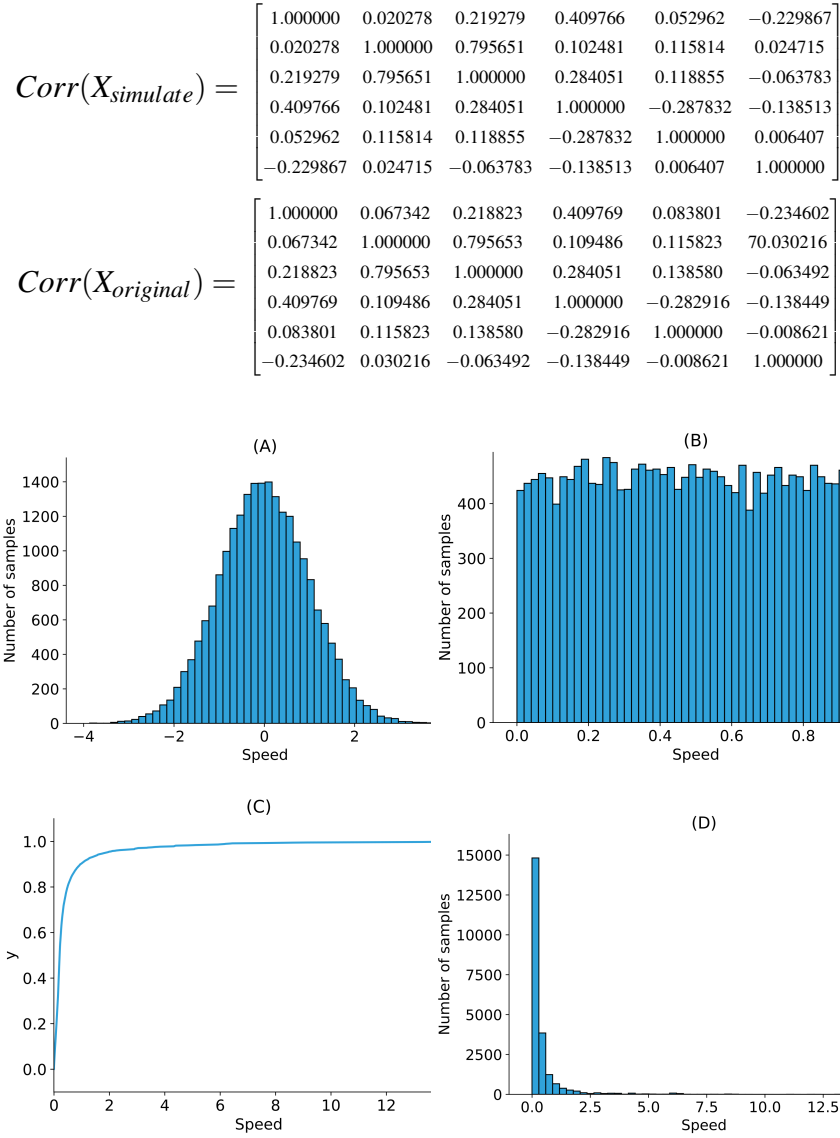 1.000000 0.020278 0.219279 0.409766 0.052962 −0.229867
0.020278 1.000000 0.795651 0.102481 0.115814 0.024715
0.219279 0.795651 1.000000 0.284051 0.118855 −0.063783
Corr(X_simulate) =
0.409766 0.102481 0.284051 1.000000 −0.287832 −0.138513
0.052962 0.115814 0.118855 −0.287832 1.000000 0.006407
−0.229867 0.024715 −0.063783 −0.138513 0.006407 1.000000
1.000000 0.067342 0.218823 0.409769 0.083801 −0.234602
0.067342 1.000000 0.795653 0.109486 0.115823 70.030216
0.218823 0.795653 1.000000 0.284051 0.138580 −0.063492
Corr(X_original) =
0.409769 0.109486 0.284051 1.000000 −0.282916 −0.138449
0.083801 0.115823 0.138580 −0.282916 1.000000 −0.008621
−0.234602 0.030216 −0.063492 −0.138449 −0.008621 1.000000
(A)
Number of samples
1400
1200
1000
800
600
400
200
0
−4 −2 0 2
Speed
(B)
Number of samples
400
300
200
100
0
0.0 0.2 0.4 0.6 0.8
Speed
(C)
y
1.0
0.8
0.6
0.4
0.2
0.0
0 2 4 6 8 10 12
Speed
(D)
Number of samples
15000
12500
10000
7500
5000
2500
0
0.0 2.5 5.0 7.5 10.0 12.5
Speed